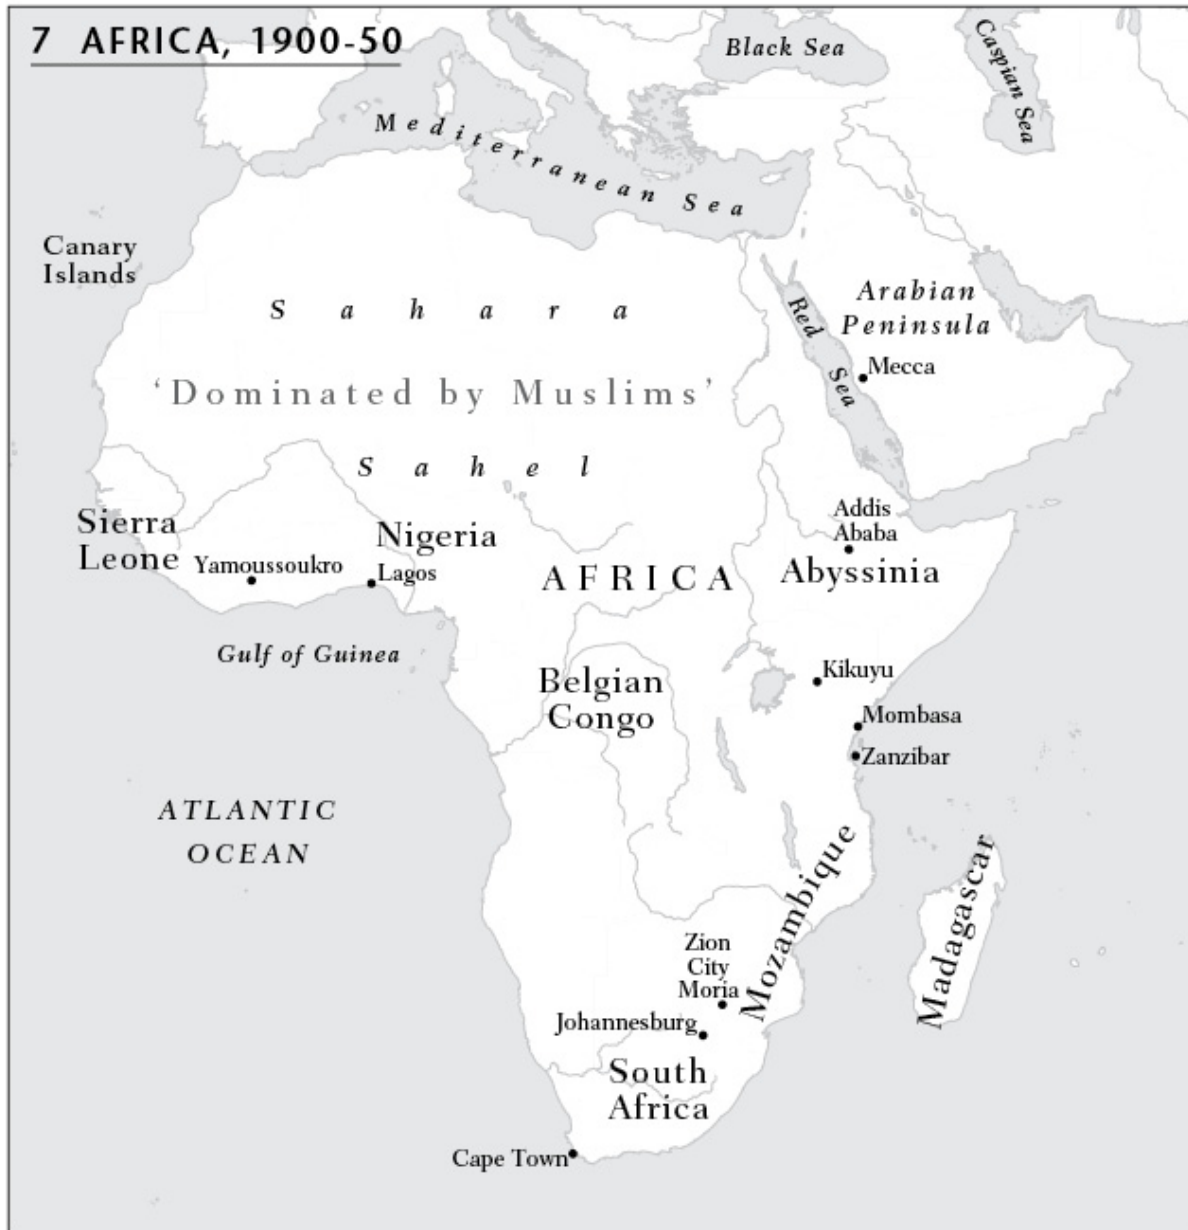 7 AFRICA, 1900-50
Black Sea
Caspian Sea
Mediterranean Sea
Canary
Islands
Sahara
Red Sea
Arabian
Peninsula
Mecca
‘Dominated by Muslims’
Sahel
Sierra
Leone
Yamoussoukro
Nigeria
Lagos
AFRICA
Addis
Ababa
Abyssinia
Gulf of Guinea
Belgian
Congo
Kikuyu
Mombasa
Zanzibar
ATLANTIC
OCEAN
Mozambique
Madagascar
Zion
City
Moria
Johannesburg
South
Africa
Cape Town